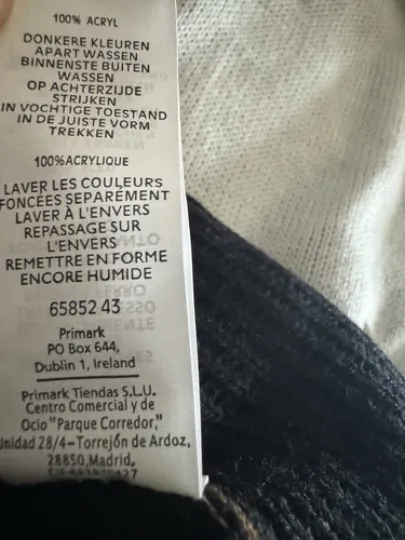 100% ACRYL
DONKERE KLEUREN
APART WASSEN
BINNENSTE BUITEN
WASSEN
OP ACHTERZIJDE
STRIJKEN
IN VOCHTIGE TOESTAND
IN DE JUISTE VORM
TREKKEN
100%ACRYLIQUE
LAVER LES COULEURS
FONCEES SEPARÉMENT
LAVER À L'ENVERS
REPASSAGE SUR
L'ENVERS
REMETTRE EN FORME
ENCORE HUMIDE
65852 43
Primark
PO Box 644,
Dublin 1, Ireland
Primark Tiendas S.L.U.
Centro Comercial y de
Ocio "Parque Corredor,"
Unidad 28/4-Torrejón de Ardoz,
28850,Madrid,